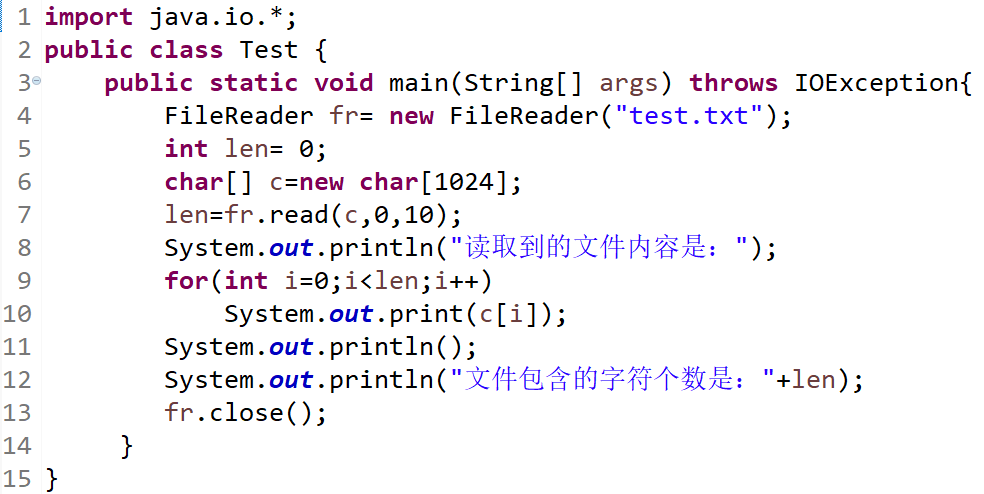 1 import java.io.*;
2 public class Test {
3     public static void main(String[] args) throws IOException{
4         FileReader fr= new FileReader("test.txt");
5         int len= 0;
6         char[] c=new char[1024];
7         len=fr.read(c,0,10);
8         System.out.println("读取到的文件内容是：");
9         for(int i=0;i<len;i++)
10             System.out.print(c[i]);
11         System.out.println();
12         System.out.println("文件包含的字符个数是："+len);
13         fr.close();
14      }
15 }